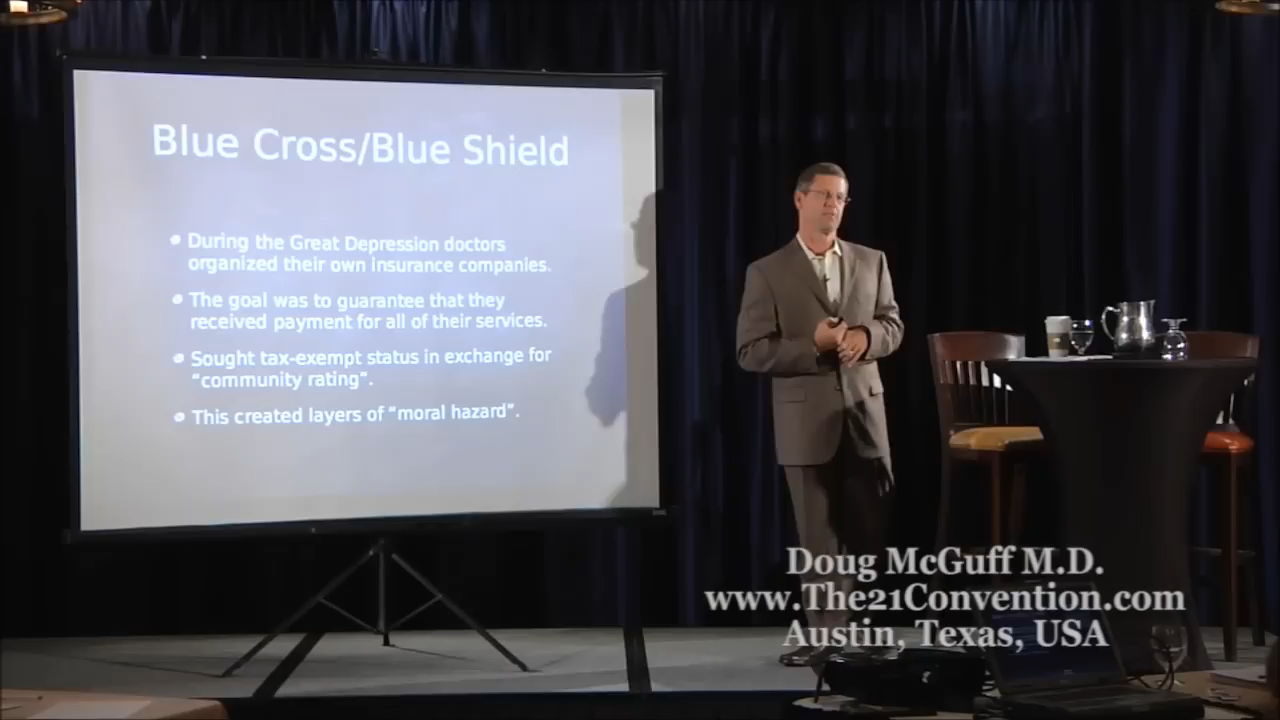 Blue Cross/Blue Shield
• During the Great Depression doctors
organized their own insurance companies.
• The goal was to guarantee that they
received payment for all of their services.
• Sought tax-exempt status in exchange for
“community rating”.
• This created layers of “moral hazard”.
Doug McGuff M.D.
www.The21Convention.com
Austin, Texas, USA